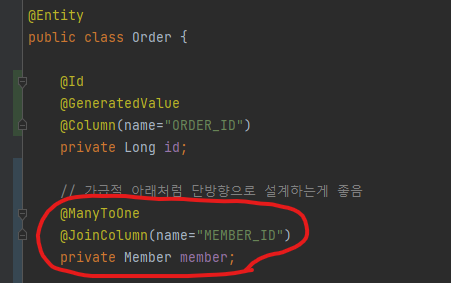 @Entity
public class Order {
@Id
@GeneratedValue
@Column(name="ORDER_ID")
private Long id;
// 가급적 아래처럼 단방향으로 설계하는게 좋음
@ManyToOne
@JoinColumn(name="MEMBER_ID")
private Member member;